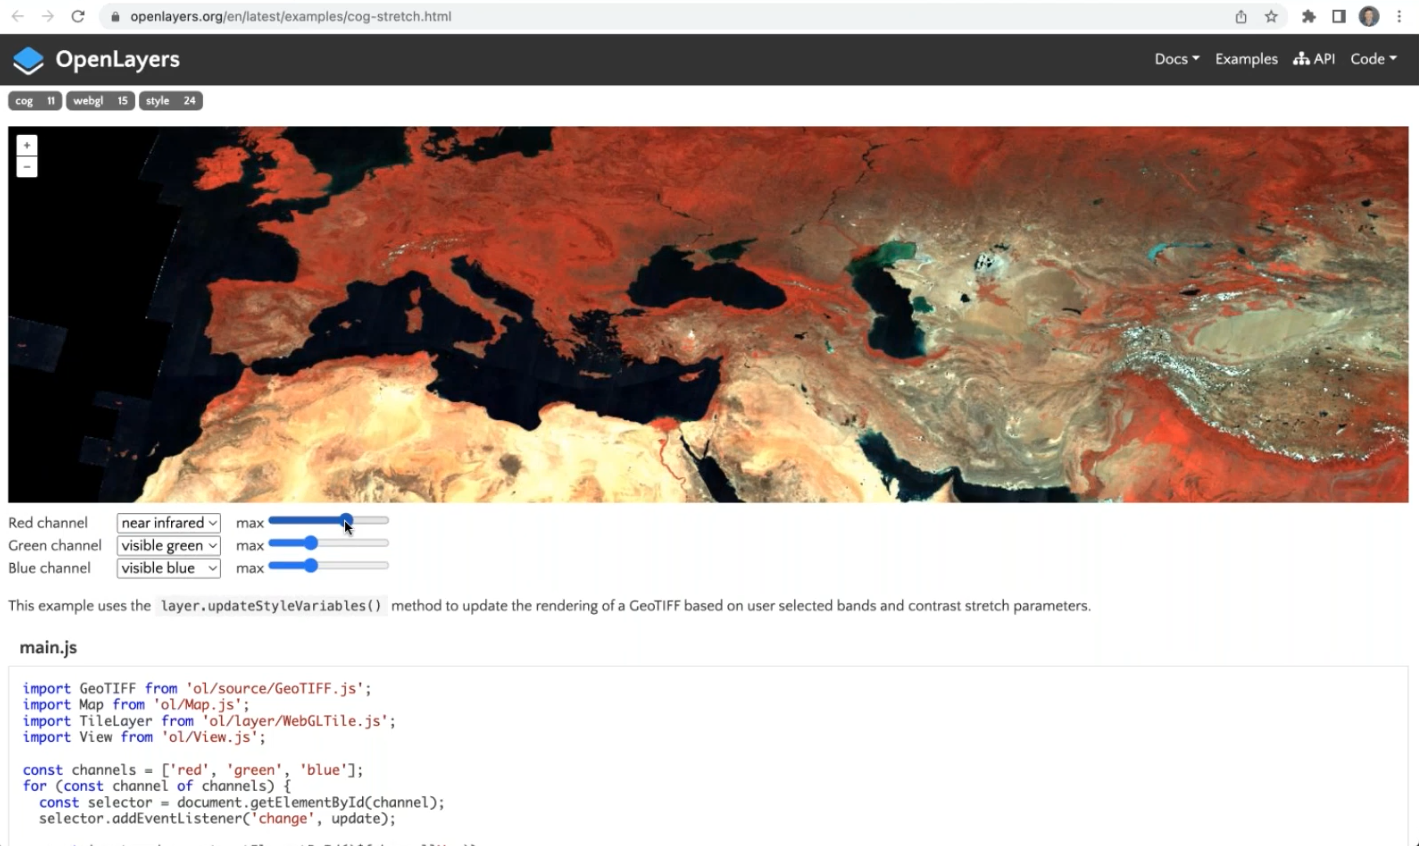 openlayers.org/en/latest/examples/cog-stretch.html
OpenLayers Docs Examples API Code
cog 11 webgl 15 style 24
+
−
Red channel near infrared max
Green channel visible green max
Blue channel visible blue max
This example uses the layer.updateStyleVariables() method to update the rendering of a GeoTIFF based on user selected bands and contrast stretch parameters.
main.js
import GeoTIFF from 'ol/source/GeoTIFF.js';
import Map from 'ol/Map.js';
import TileLayer from 'ol/layer/WebGLTile.js';
import View from 'ol/View.js';
const channels = ['red', 'green', 'blue'];
for (const channel of channels) {
const selector = document.getElementById(channel);
selector.addEventListener('change', update);